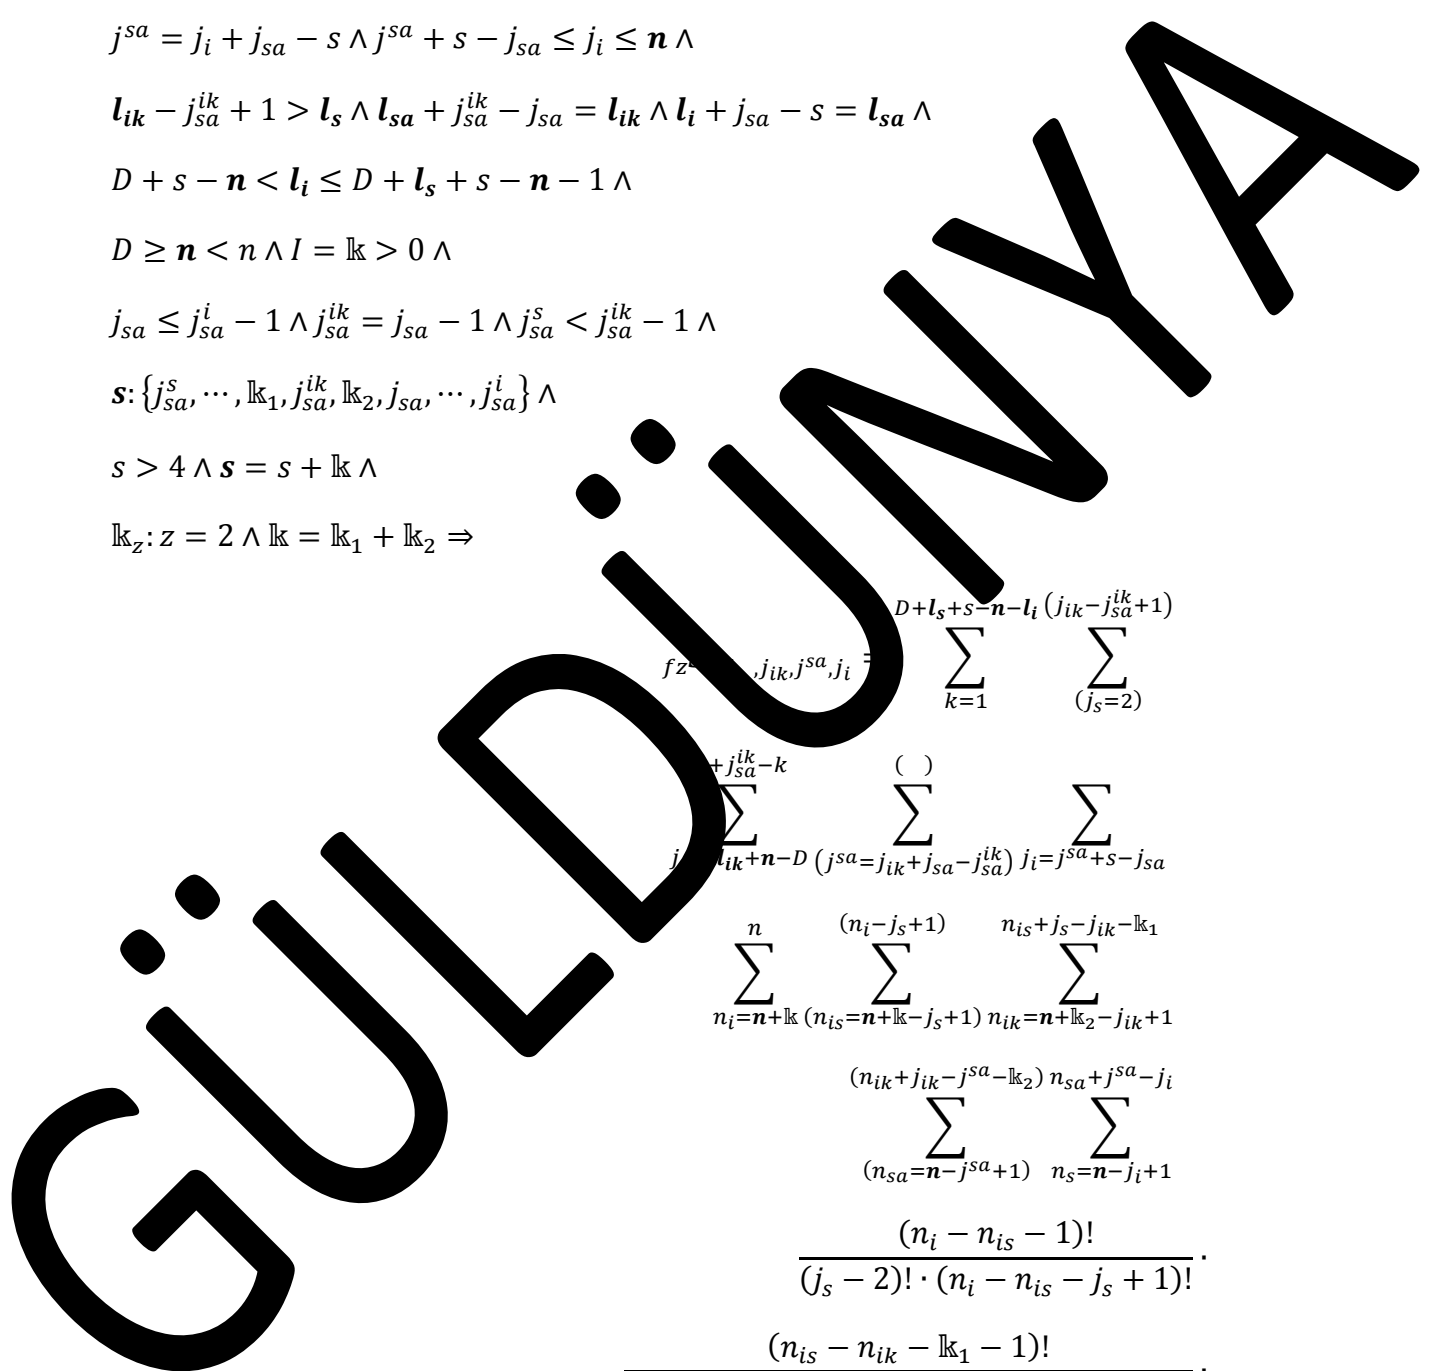 j^{sa} = j_i + j_{sa} − s ∧ j^{sa} + s − j_{sa} ≤ j_i ≤ 𝒏 ∧
𝒍_{𝒊𝒌} − j_{sa}^{ik} + 1 > 𝒍_𝒔 ∧ 𝒍_{𝒔𝒂} + j_{sa}^{ik} − j_{sa} = 𝒍_{𝒊𝒌} ∧ 𝒍_𝒊 + j_{sa} − s = 𝒍_{𝒔𝒂} ∧
D + s − 𝒏 < 𝒍_𝒊 ≤ D + 𝒍_𝒔 + s − 𝒏 − 1 ∧
D ≥ 𝒏 < n ∧ I = 𝕜 > 0 ∧
j_{sa} ≤ j_{sa}^{i} − 1 ∧ j_{sa}^{ik} = j_{sa} − 1 ∧ j_{sa}^{s} < j_{sa}^{ik} − 1 ∧
𝒔: {j_{sa}^{s}, ⋯, 𝕜_1, j_{sa}^{ik}, 𝕜_2, j_{sa}, ⋯, j_{sa}^{i}} ∧
s > 4 ∧ 𝒔 = s + 𝕜 ∧
𝕜_z: z = 2 ∧ 𝕜 = 𝕜_1 + 𝕜_2 ⇒
GÜLDÜNYA
D+𝒍_𝒔+s−𝒏−𝒍_𝒊 (j_{ik}−j_{sa}^{ik}+1)
fz ,j_{ik},j^{sa},j_i = ∑ ∑
k=1 (j_s=2)
+j_{sa}^{ik}−k ( )
∑ ∑ ∑
𝒍_{𝒊𝒌}+𝒏−D (j^{sa}=j_{ik}+j_{sa}−j_{sa}^{ik}) j_i=j^{sa}+s−j_{sa}
n (n_i−j_s+1) n_{is}+j_s−j_{ik}−𝕜_1
∑ ∑ ∑
n_i=𝒏+𝕜 (n_{is}=𝒏+𝕜−j_s+1) n_{ik}=𝒏+𝕜_2−j_{ik}+1
(n_{ik}+j_{ik}−j^{sa}−𝕜_2) n_{sa}+j^{sa}−j_i
∑ ∑
(n_{sa}=𝒏−j^{sa}+1) n_s=𝒏−j_i+1
(n_i − n_{is} − 1)!
(j_s − 2)! · (n_i − n_{is} − j_s + 1)! ·
(n_{is} − n_{ik} − 𝕜_1 − 1)! ·